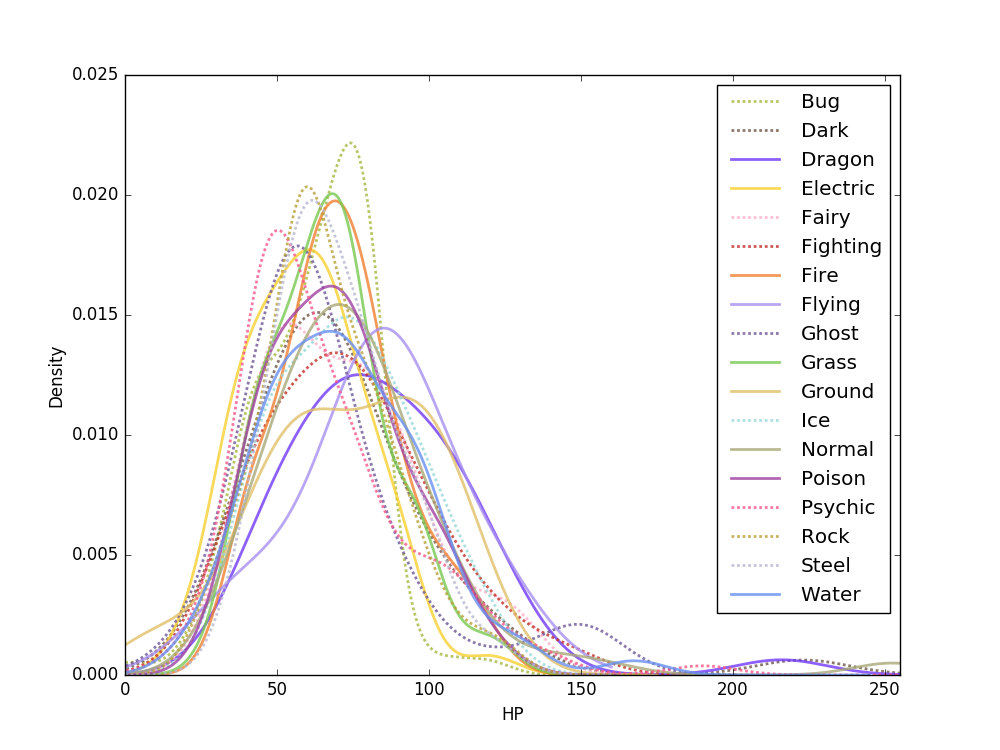 0.025
0.020
0.015
0.010
0.005
0.000
Density
0
50
100
150
200
250
HP
Bug
Dark
Dragon
Electric
Fairy
Fighting
Fire
Flying
Ghost
Grass
Ground
Ice
Normal
Poison
Psychic
Rock
Steel
Water